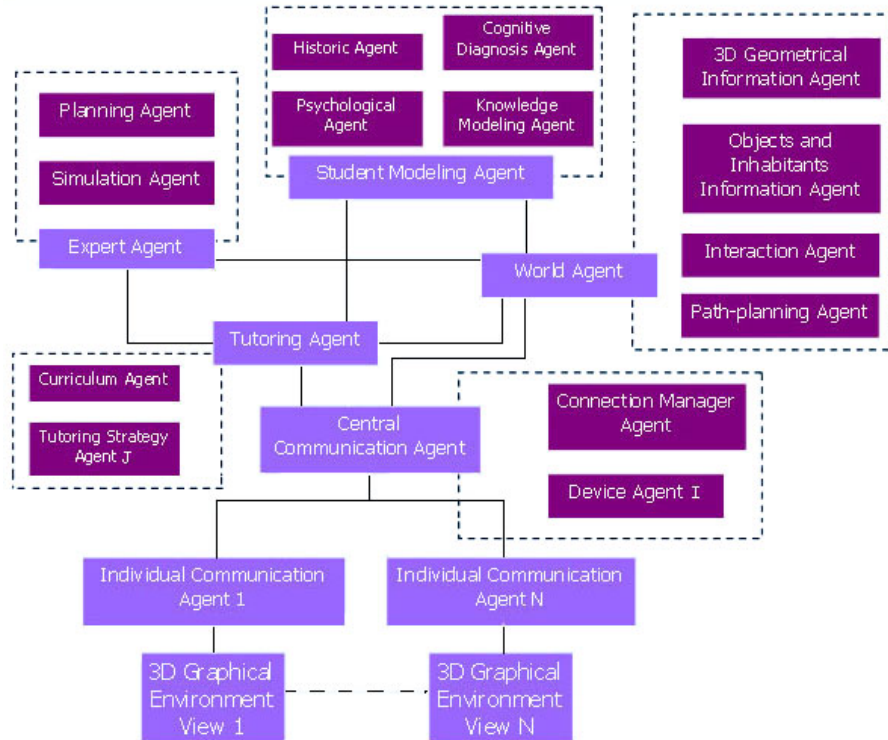 Historic Agent
Cognitive
Diagnosis Agent
Psychological
Agent
Knowledge
Modeling Agent
Student Modeling Agent
Planning Agent
Simulation Agent
Expert Agent
3D Geometrical
Information Agent
Objects and
Inhabitants
Information Agent
Interaction Agent
Path-planning Agent
World Agent
Tutoring Agent
Curriculum Agent
Tutoring Strategy
Agent J
Central
Communication Agent
Connection Manager
Agent
Device Agent I
Individual Communication
Agent 1
Individual Communication
Agent N
3D Graphical
Environment
View 1
3D Graphical
Environment
View N